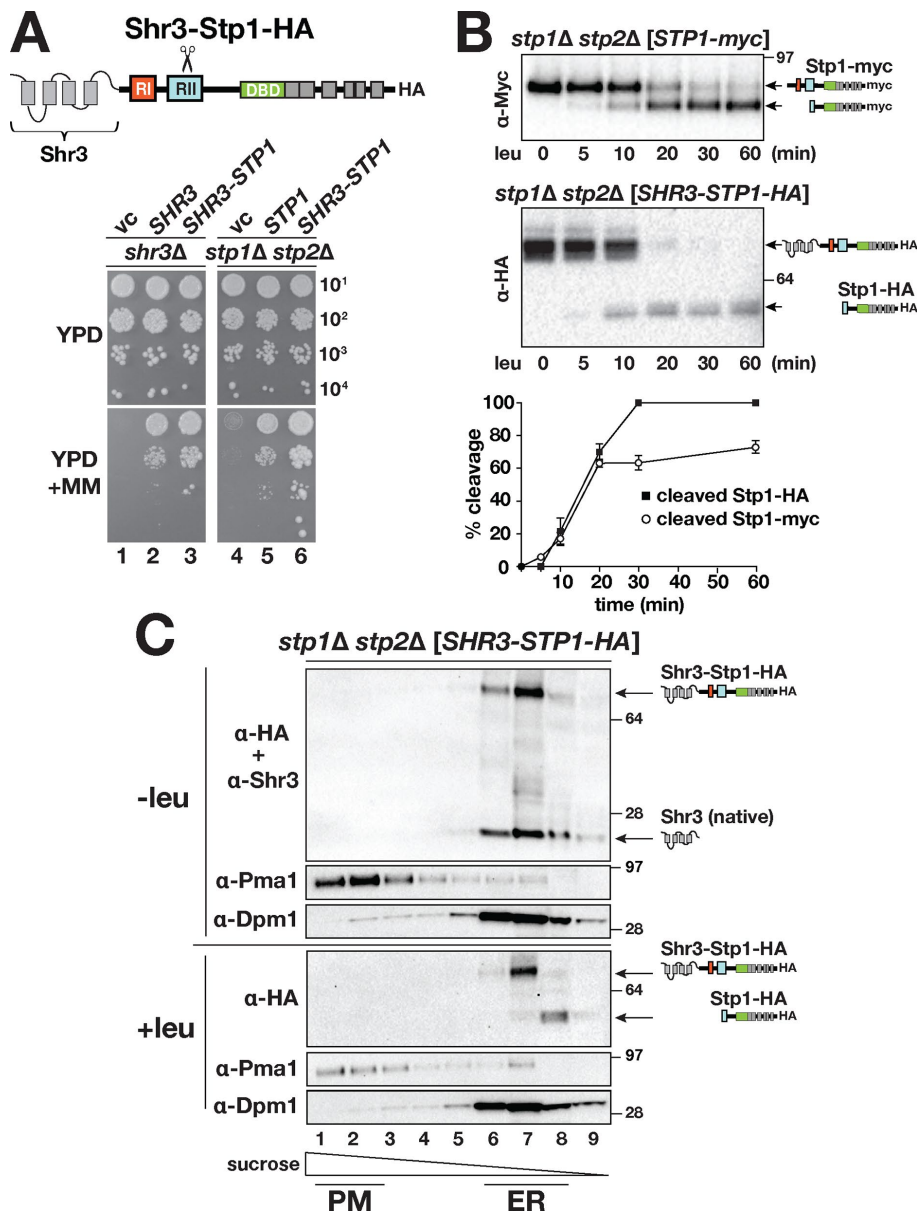 A
Shr3-Stp1-HA
RI
RII
DBD
HA
Shr3
vc
SHR3
SHR3-STP1
vc
STP1
SHR3-STP1
shr3Δ
stp1Δ stp2Δ
YPD
10¹
10²
10³
10⁴
YPD
+MM
1 2 3 4 5 6
B
stp1Δ stp2Δ [STP1-myc]
97
α-Myc
Stp1-myc
myc
myc
leu 0 5 10 20 30 60 (min)
stp1Δ stp2Δ [SHR3-STP1-HA]
α-HA
HA
64
Stp1-HA
HA
leu 0 5 10 20 30 60 (min)
% cleavage
100
80
60
40
20
0
cleaved Stp1-HA
cleaved Stp1-myc
10 20 30 40 50 60
time (min)
C
stp1Δ stp2Δ [SHR3-STP1-HA]
-leu
α-HA
+
α-Shr3
Shr3-Stp1-HA
HA
64
28
Shr3 (native)
α-Pma1
97
α-Dpm1
28
+leu
α-HA
Shr3-Stp1-HA
HA
64
Stp1-HA
HA
α-Pma1
97
α-Dpm1
28
1 2 3 4 5 6 7 8 9
sucrose
PM
ER